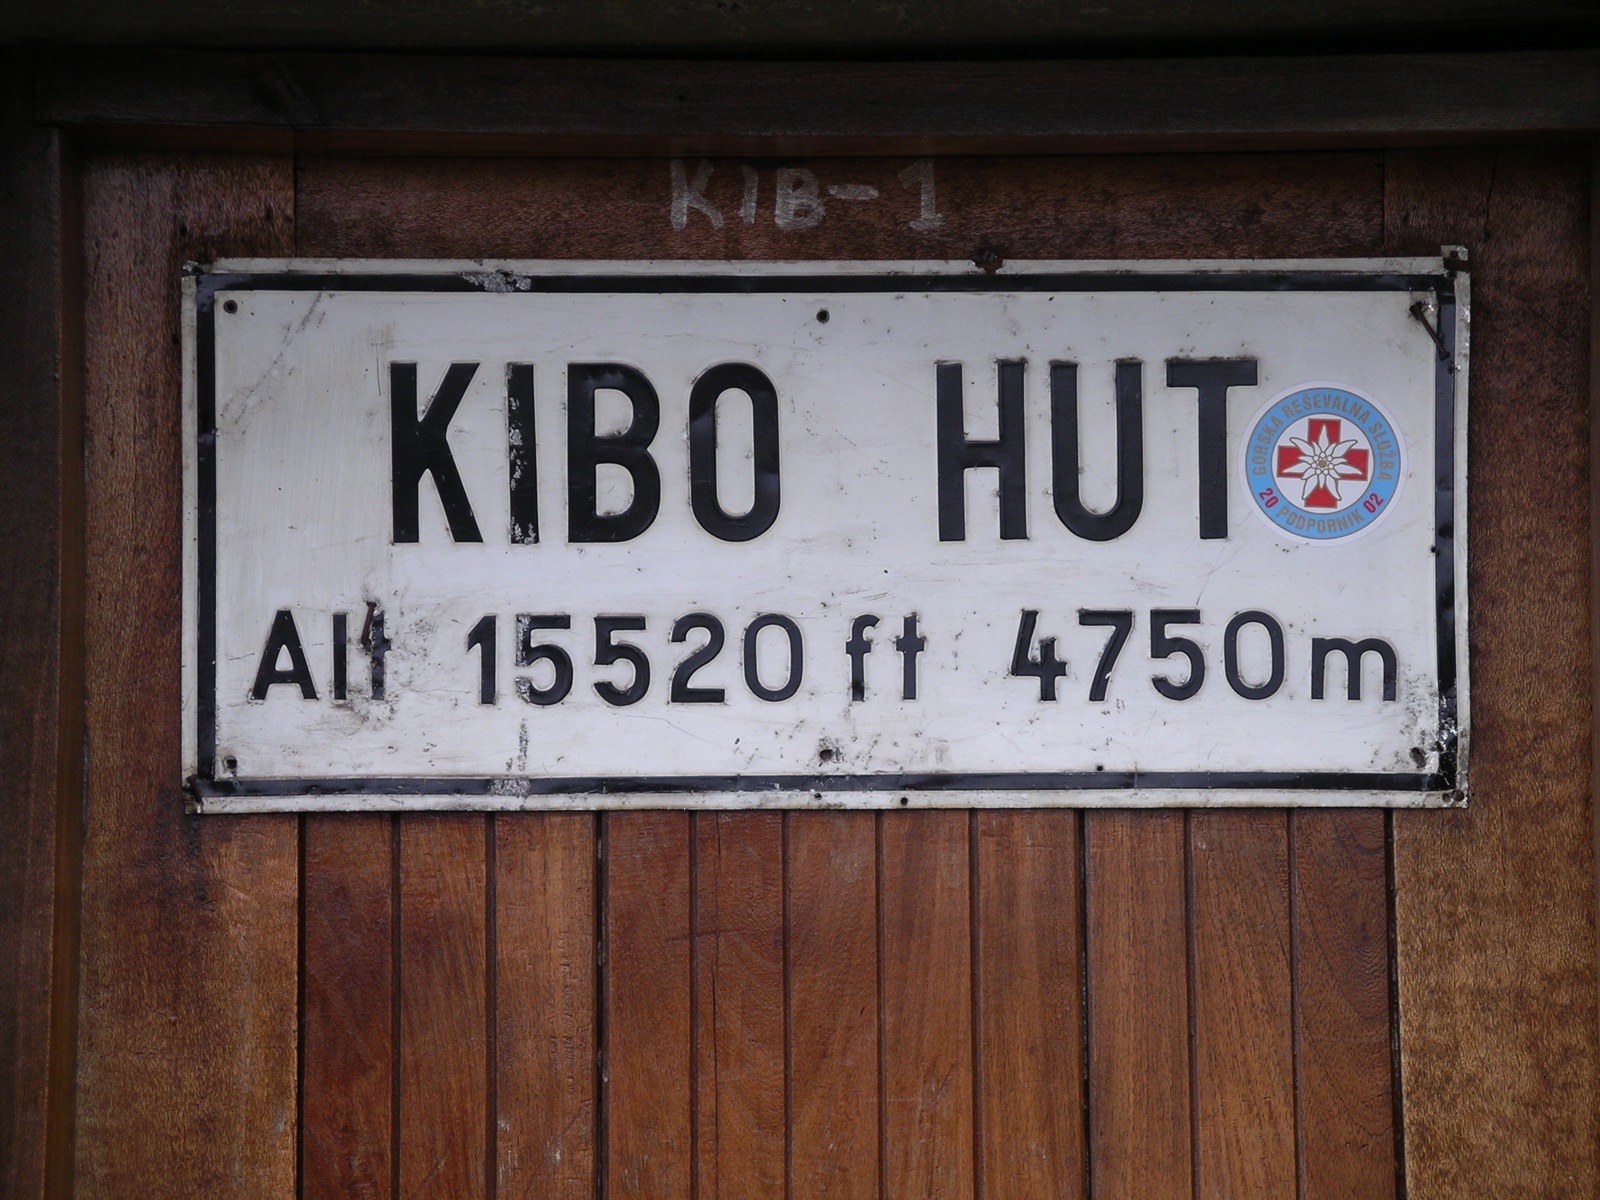 KIB-1
KIBO HUT
Alt 15520 ft 4750m
GORSKA REŠEVALNA SLUŽBA
20 PODPORNIK 02